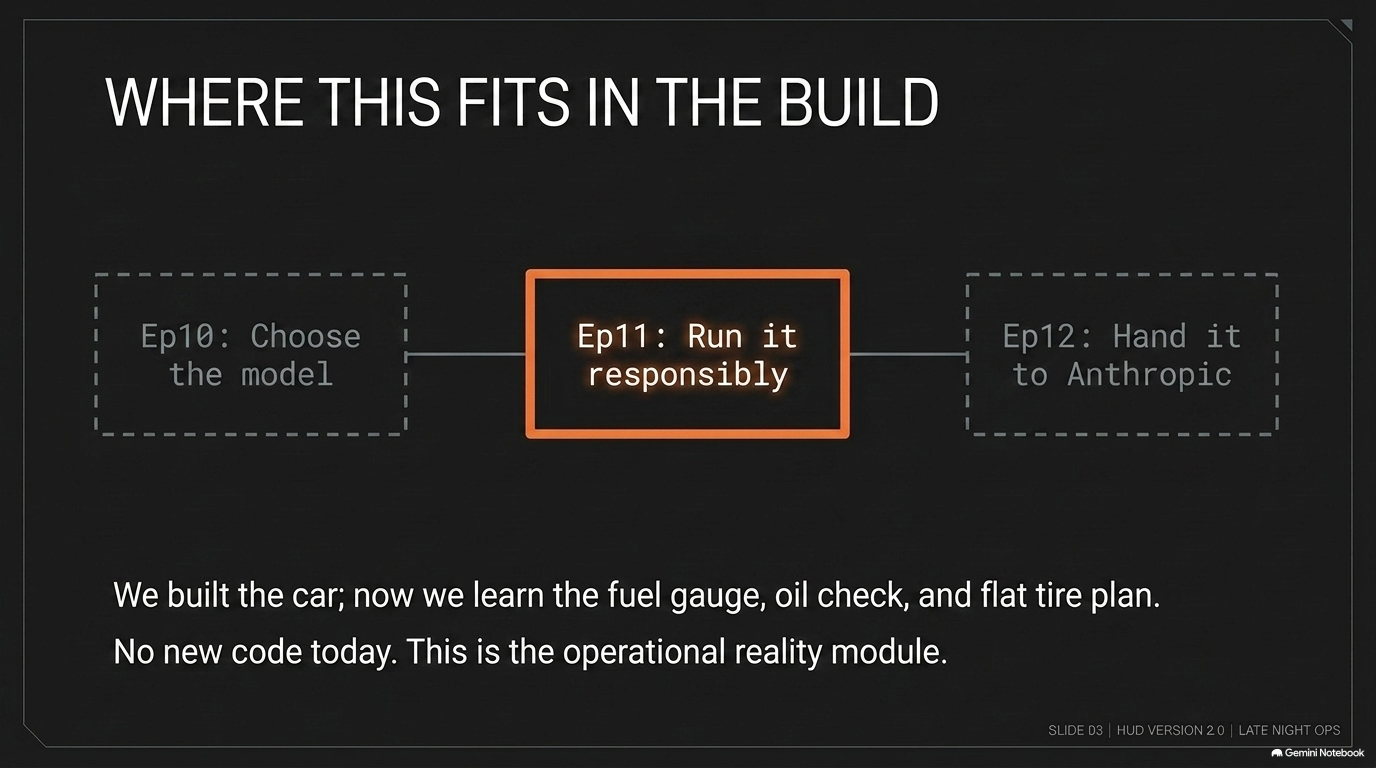 WHERE THIS FITS IN THE BUILD
Ep10: Choose
the model
Ep11: Run it
responsibly
Ep12: Hand it
to Anthropic
We built the car; now we learn the fuel gauge, oil check, and flat tire plan.
No new code today. This is the operational reality module.
SLIDE 03 | HUD VERSION 2.0 | LATE NIGHT OPS
Gemini Notebook